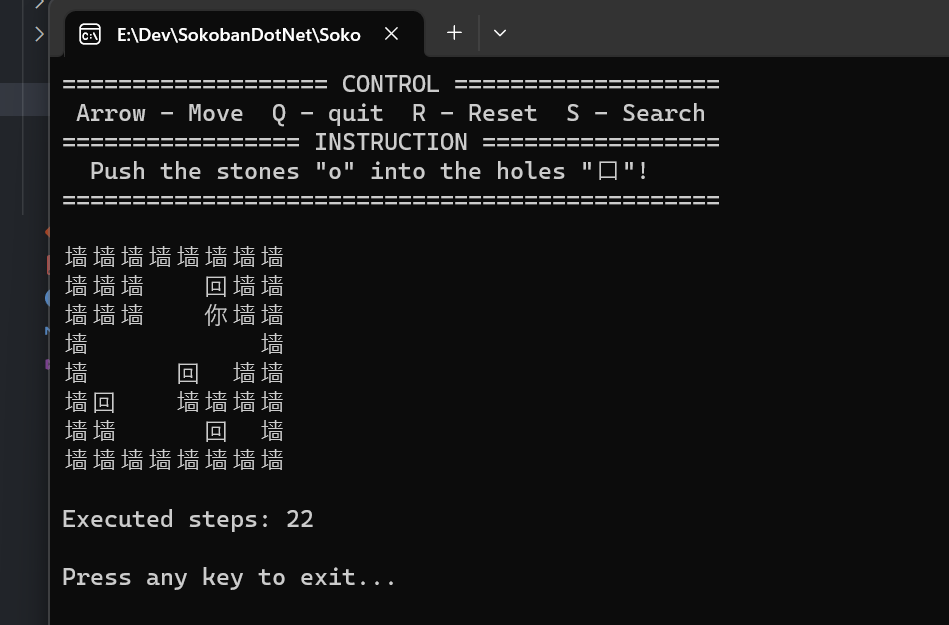 E:\Dev\SokobanDotNet\Soko
=================== CONTROL ===================
 Arrow - Move  Q - quit  R - Reset  S - Search
================= INSTRUCTION =================
  Push the stones "o" into the holes "口"!
===============================================
墙墙墙墙墙墙墙墙
墙墙墙    回墙墙
墙墙墙    你墙墙
墙            墙
墙      回  墙墙
墙回    墙墙墙墙
墙墙      回  墙
墙墙墙墙墙墙墙墙
Executed steps: 22
Press any key to exit...